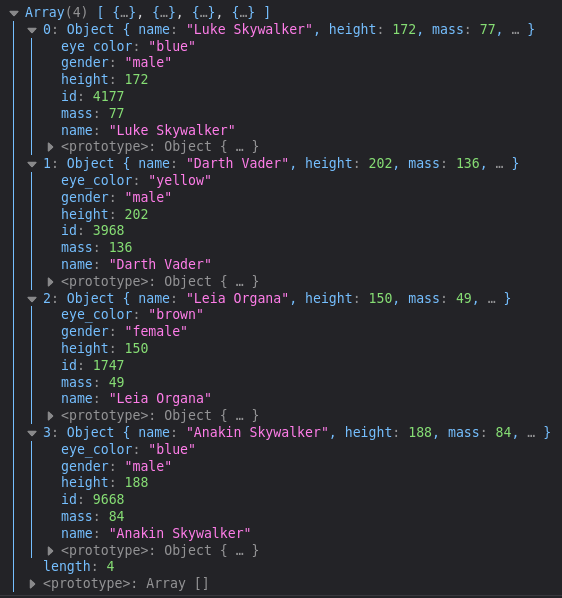 Array(4) [ {…}, {…}, {…}, {…} ]
0: Object { name: "Luke Skywalker", height: 172, mass: 77, … }
eye color: "blue"
gender: "male"
height: 172
id: 4177
mass: 77
name: "Luke Skywalker"
<prototype>: Object { … }
1: Object { name: "Darth Vader", height: 202, mass: 136, … }
eye_color: "yellow"
gender: "male"
height: 202
id: 3968
mass: 136
name: "Darth Vader"
<prototype>: Object { … }
2: Object { name: "Leia Organa", height: 150, mass: 49, … }
eye_color: "brown"
gender: "female"
height: 150
id: 1747
mass: 49
name: "Leia Organa"
<prototype>: Object { … }
3: Object { name: "Anakin Skywalker", height: 188, mass: 84, … }
eye_color: "blue"
gender: "male"
height: 188
id: 9668
mass: 84
name: "Anakin Skywalker"
<prototype>: Object { … }
length: 4
<prototype>: Array []